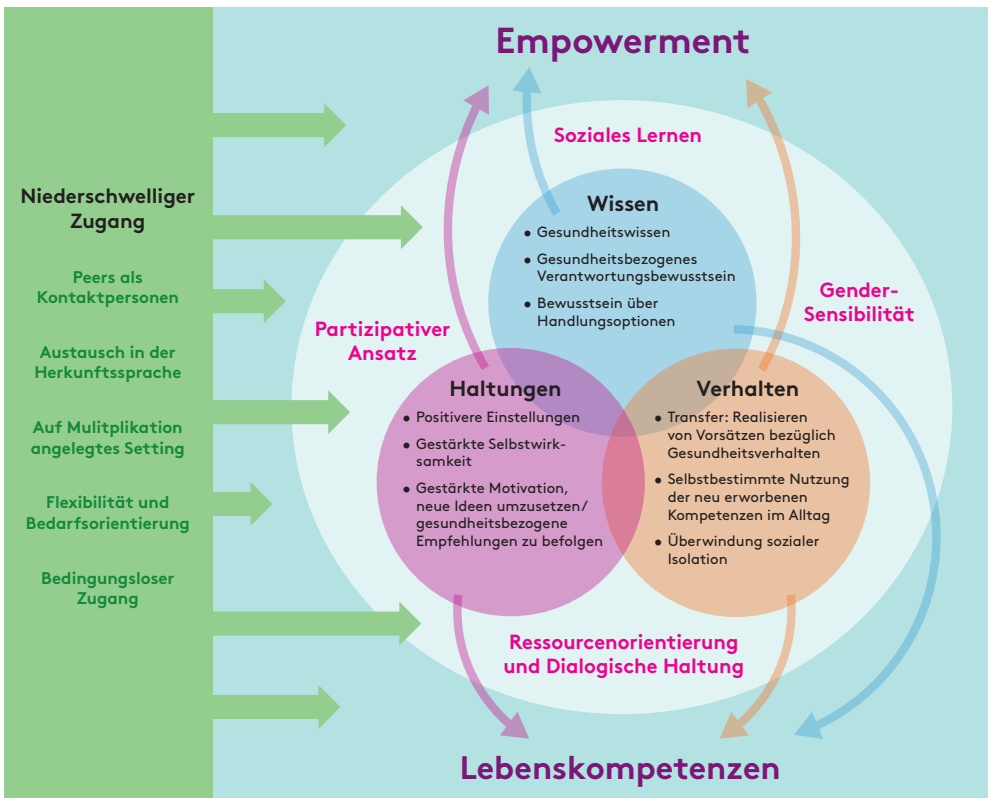 Empowerment
Niederschwelliger
Zugang
Peers als
Kontaktpersonen
Austausch in der
Herkunftssprache
Auf Mulitplikation
angelegtes Setting
Flexibilität und
Bedarfsorientierung
Bedingungsloser
Zugang
Soziales Lernen
Wissen
• Gesundheitswissen
• Gesundheitsbezogenes
Verantwortungsbewusstsein
• Bewusstsein über
Handlungsoptionen
Gender-
Sensibilität
Partizipativer
Ansatz
Haltungen
• Positivere Einstellungen
• Gestärkte Selbstwirk-
samkeit
• Gestärkte Motivation,
neue Ideen umzusetzen/
gesundheitsbezogene
Empfehlungen zu befolgen
Verhalten
• Transfer: Realisieren
von Vorsätzen bezüglich
Gesundheitsverhalten
• Selbstbestimmte Nutzung
der neu erworbenen
Kompetenzen im Alltag
• Überwindung sozialer
Isolation
Ressourcenorientierung
und Dialogische Haltung
Lebenskompetenzen